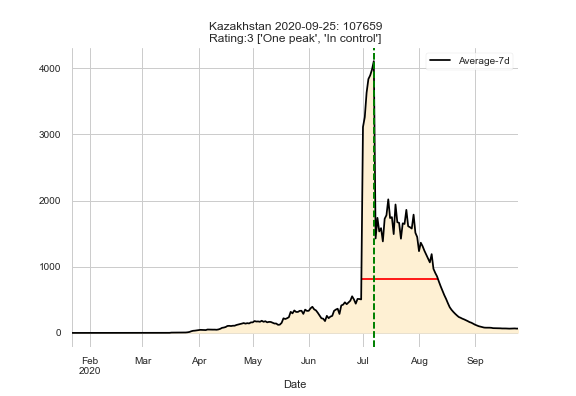 Kazakhstan 2020-09-25: 107659
Rating:3 ['One peak', 'In control']
Average-7d
4000
3000
2000
1000
0
Feb Mar Apr May Jun Jul Aug Sep
2020
Date